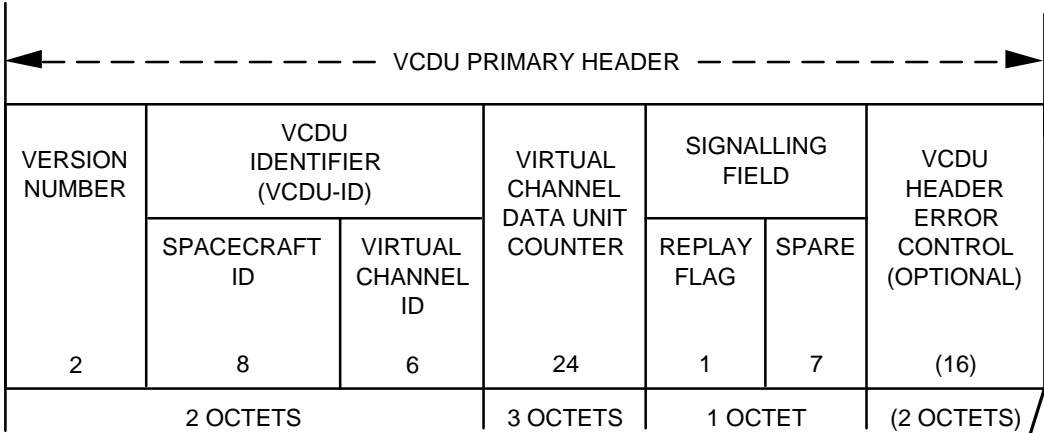 VCDU PRIMARY HEADER
VERSION
NUMBER
2
VCDU
IDENTIFIER
(VCDU-ID)
SPACECRAFT
ID
8
VIRTUAL
CHANNEL
ID
6
VIRTUAL
CHANNEL
DATA UNIT
COUNTER
24
SIGNALLING
FIELD
REPLAY
FLAG
1
SPARE
7
VCDU
HEADER
ERROR
CONTROL
(OPTIONAL)
(16)
2 OCTETS
3 OCTETS
1 OCTET
(2 OCTETS)